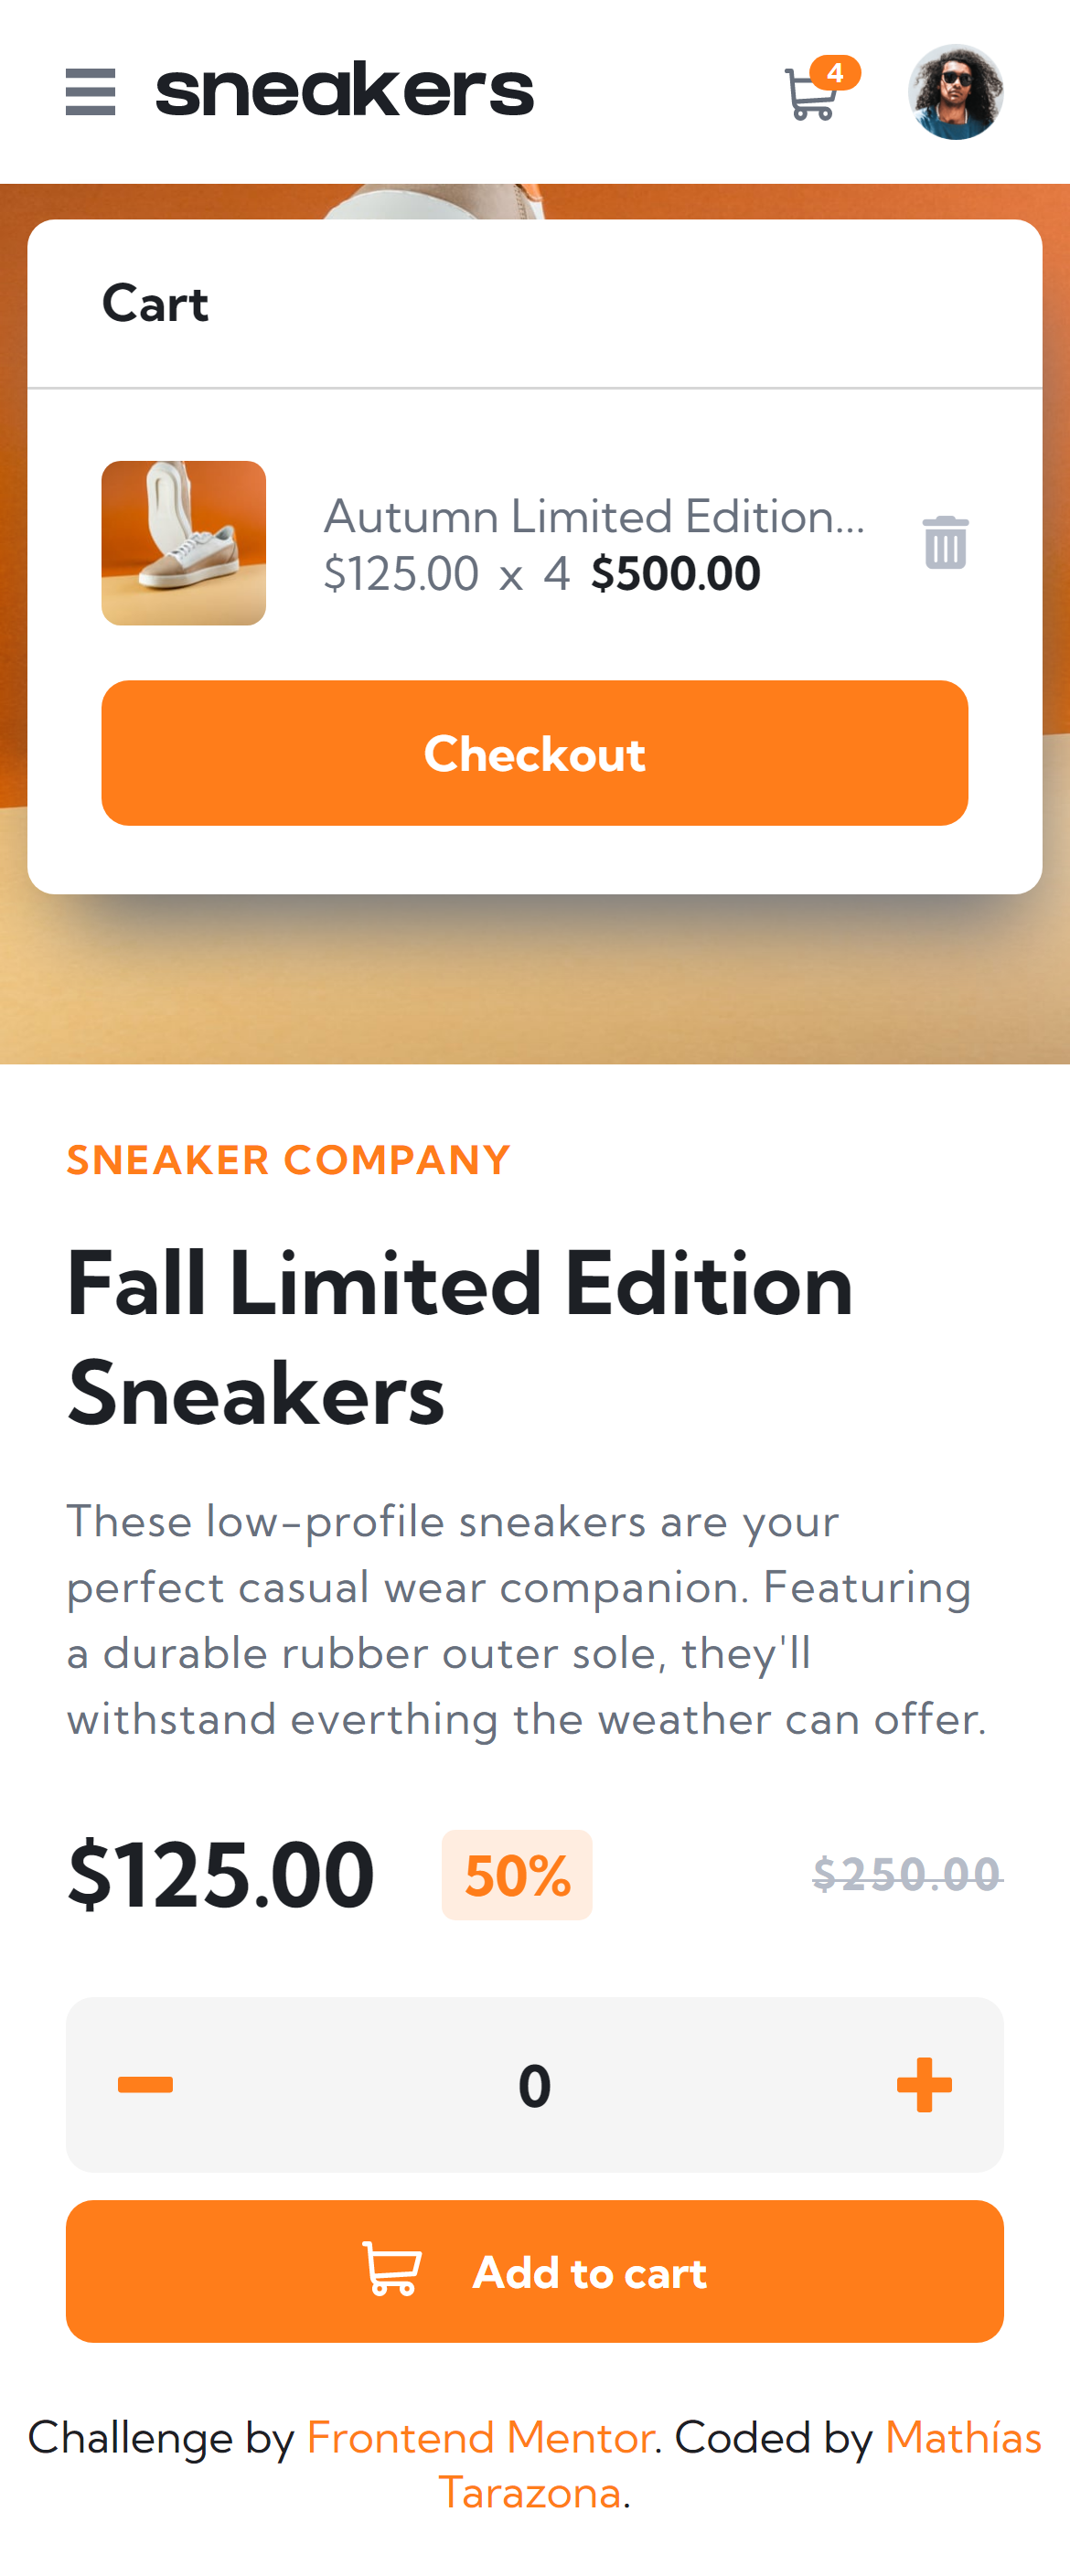 sneakers
4
Cart
Autumn Limited Edition...
$125.00 x 4 $500.00
Checkout
SNEAKER COMPANY
Fall Limited Edition
Sneakers
These low-profile sneakers are your
perfect casual wear companion. Featuring
a durable rubber outer sole, they'll
withstand everthing the weather can offer.
$125.00 50% $250.00
0
Add to cart
Challenge by Frontend Mentor. Coded by Mathías
Tarazona.